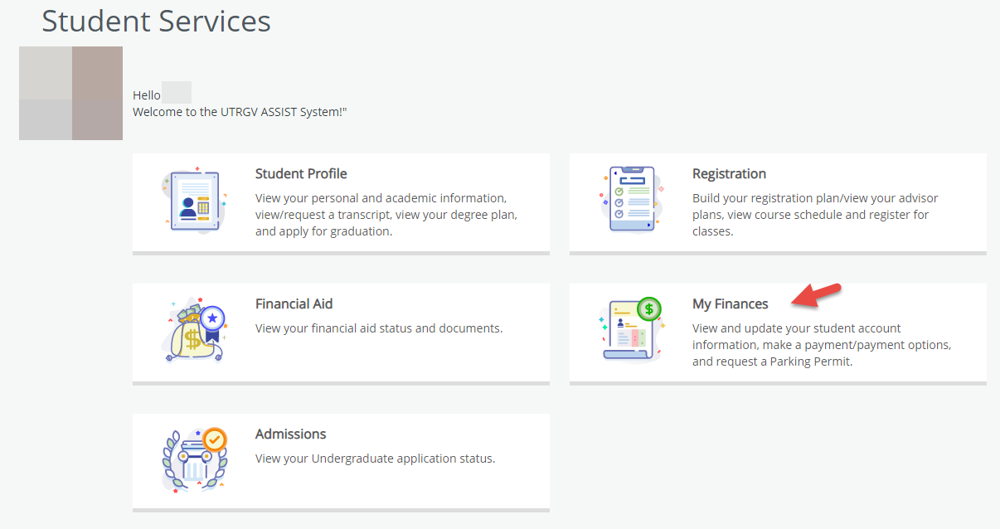 Student Services
Hello
Welcome to the UTRGV ASSIST System!"
Student Profile
View your personal and academic information,
view/request a transcript, view your degree plan,
and apply for graduation.
Registration
Build your registration plan/view your advisor
plans, view course schedule and register for
classes.
Financial Aid
View your financial aid status and documents.
My Finances
View and update your student account
information, make a payment/payment options,
and request a Parking Permit.
Admissions
View your Undergraduate application status.